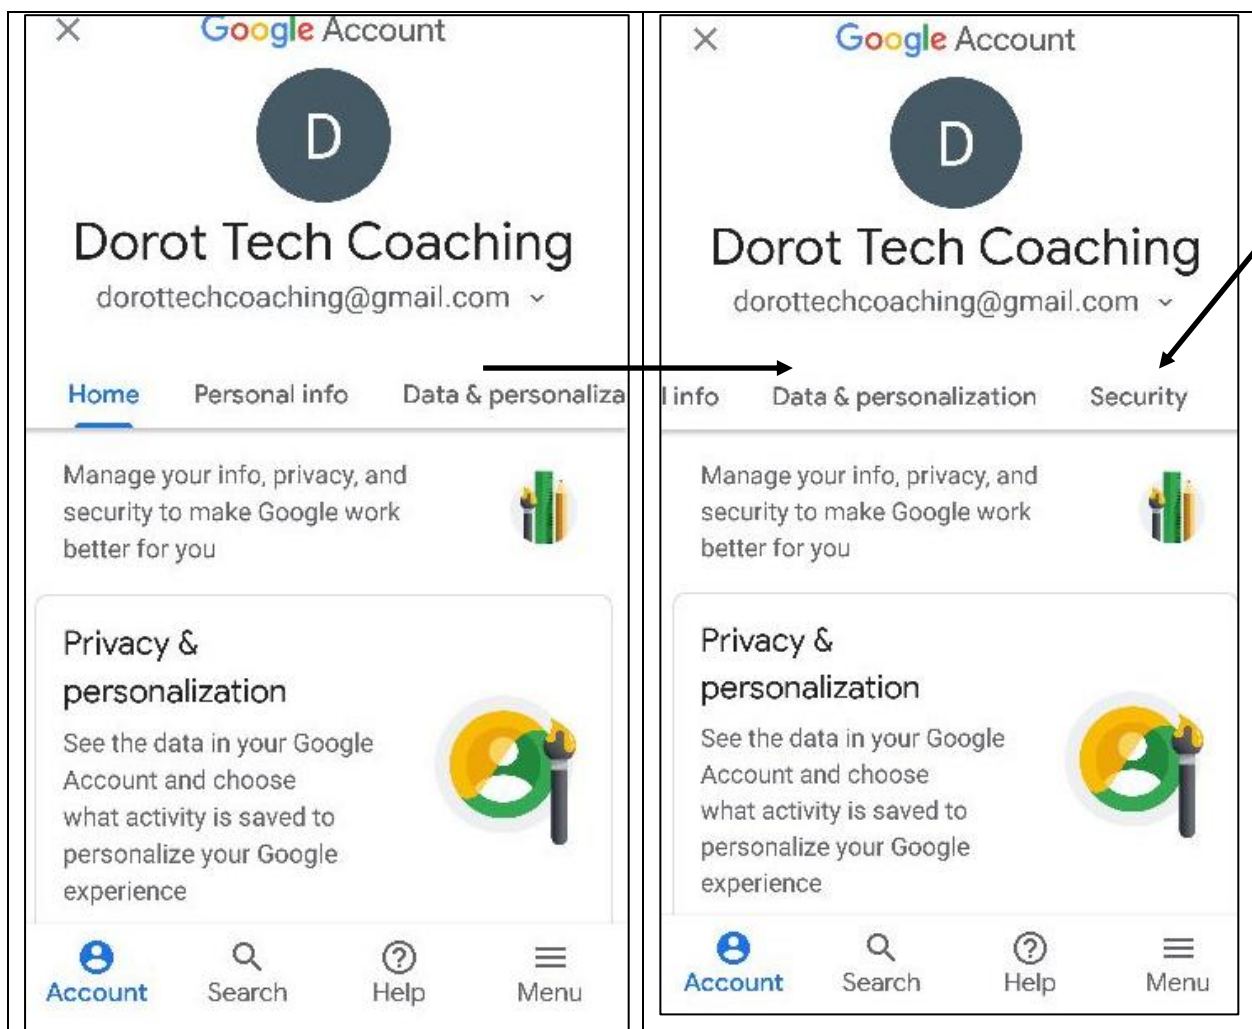 Google Account
D
Dorot Tech Coaching
dorottechcoaching@gmail.com
Home Personal info Data & personaliza
Manage your info, privacy, and
security to make Google work
better for you
Privacy &
personalization
See the data in your Google
Account and choose
what activity is saved to
personalize your Google
experience
Account Search Help Menu
Google Account
D
Dorot Tech Coaching
dorottechcoaching@gmail.com
l info Data & personalization Security
Manage your info, privacy, and
security to make Google work
better for you
Privacy &
personalization
See the data in your Google
Account and choose
what activity is saved to
personalize your Google
experience
Account Search Help Menu